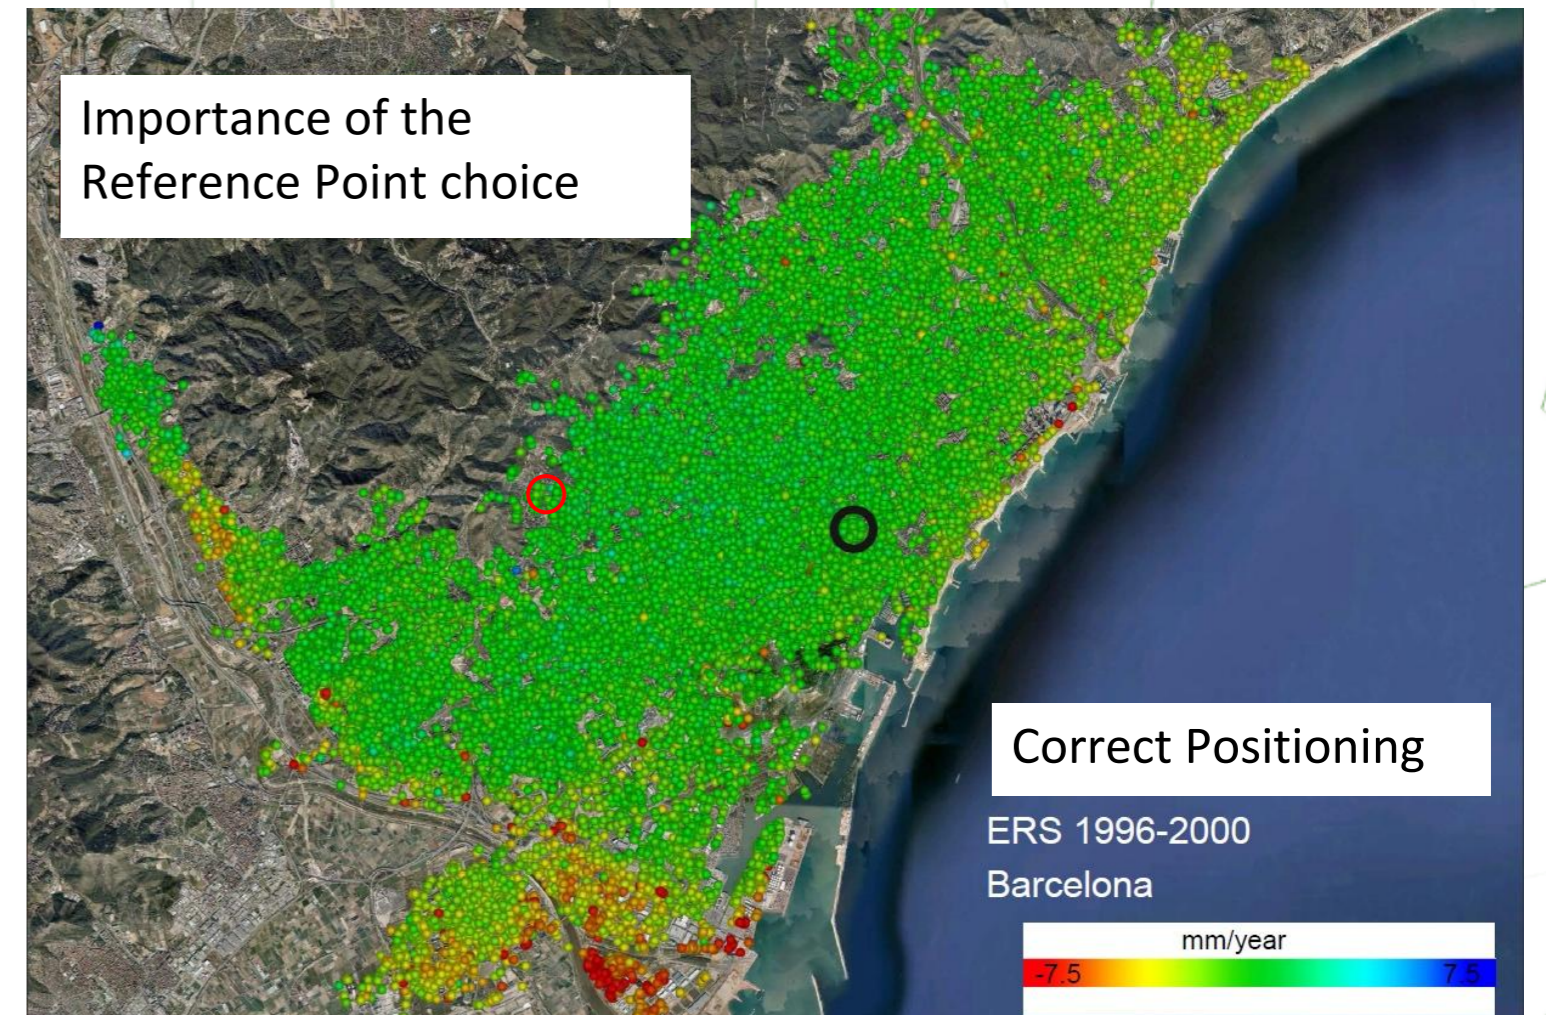 Importance of the
Reference Point choice
Correct Positioning
ERS 1996-2000
Barcelona
mm/year
-7.5 7.5